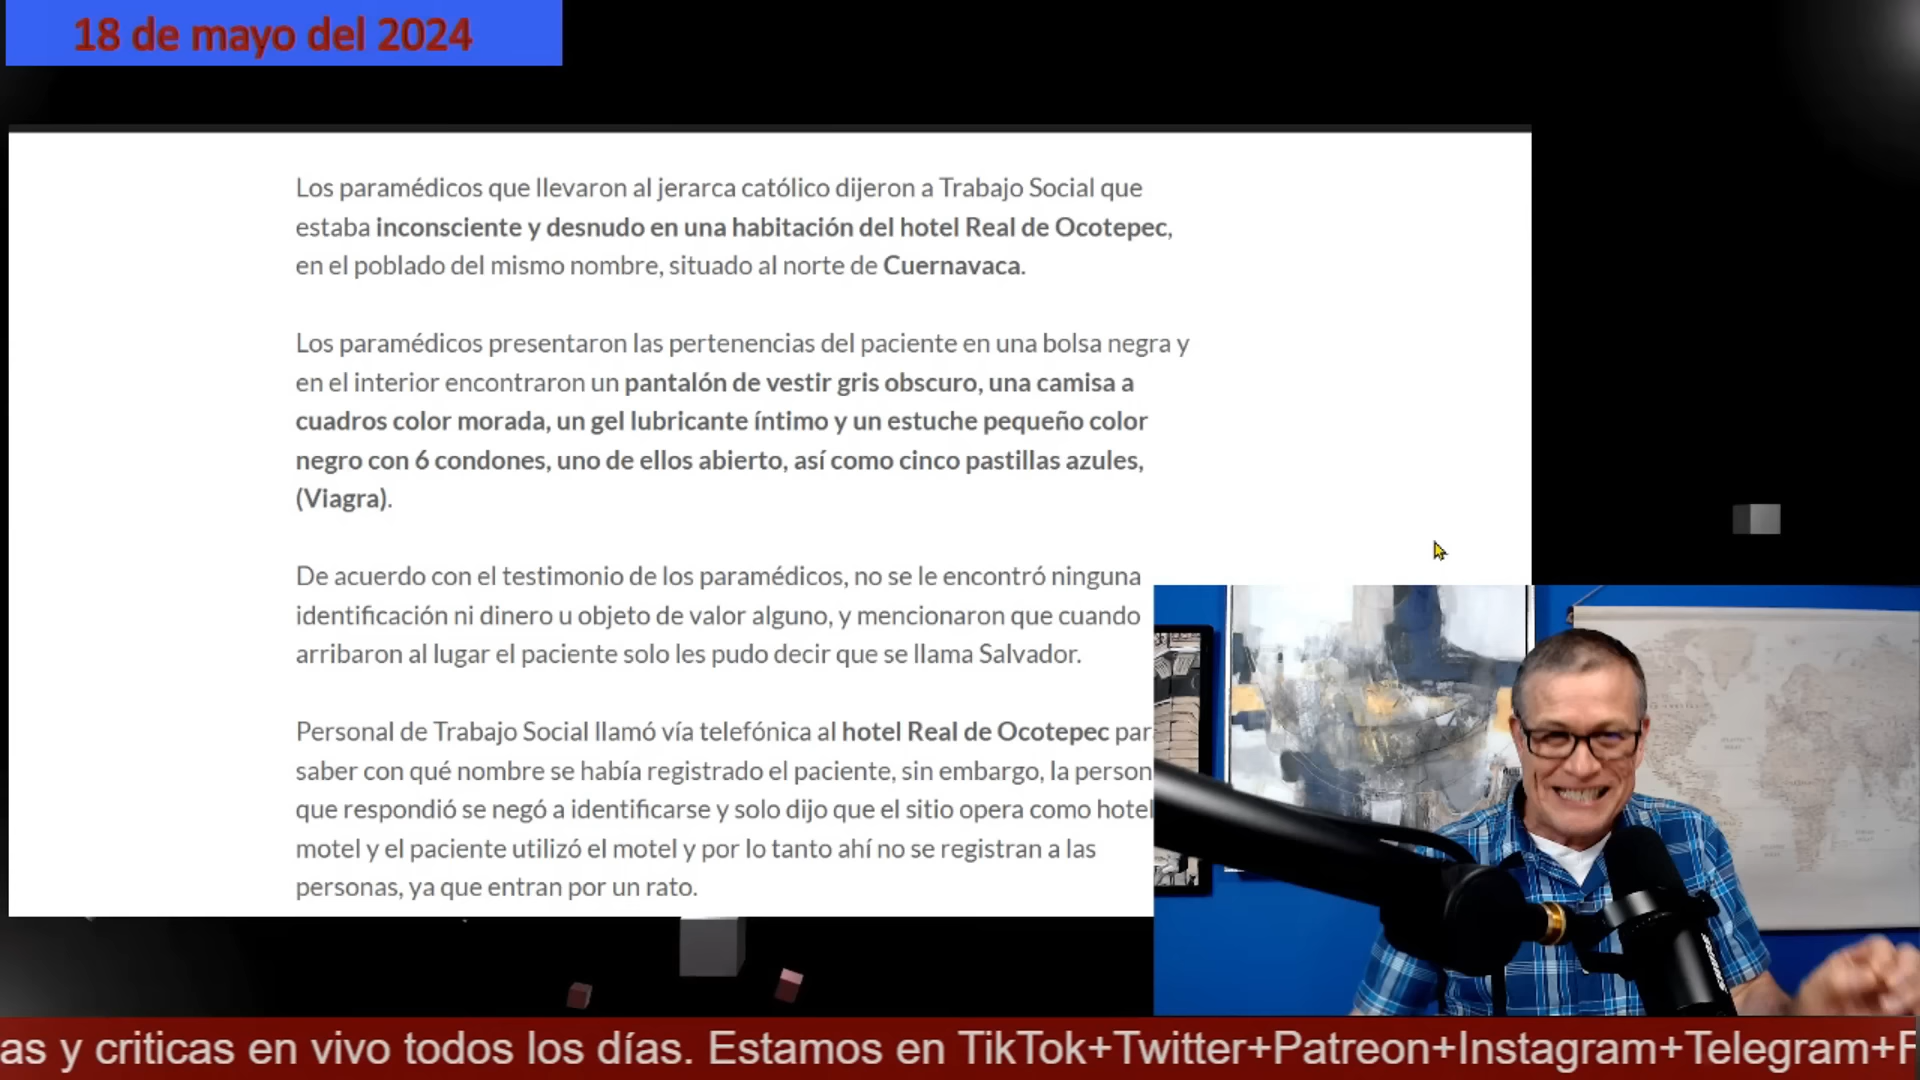 18 de mayo del 2024
Los paramédicos que llevaron al jerarca católico dijeron a Trabajo Social que
estaba inconsciente y desnudo en una habitación del hotel Real de Ocotepec,
en el poblado del mismo nombre, situado al norte de Cuernavaca.
Los paramédicos presentaron las pertenencias del paciente en una bolsa negra y
en el interior encontraron un pantalón de vestir gris obscuro, una camisa a
cuadros color morada, un gel lubricante íntimo y un estuche pequeño color
negro con 6 condones, uno de ellos abierto, así como cinco pastillas azules,
(Viagra).
De acuerdo con el testimonio de los paramédicos, no se le encontró ninguna
identificación ni dinero u objeto de valor alguno, y mencionaron que cuando
arribaron al lugar el paciente solo les pudo decir que se llama Salvador.
Personal de Trabajo Social llamó vía telefónica al hotel Real de Ocotepec par
saber con qué nombre se había registrado el paciente, sin embargo, la person
que respondió se negó a identificarse y solo dijo que el sitio opera como hotel
motel y el paciente utilizó el motel y por lo tanto ahí no se registran a las
personas, ya que entran por un rato.
as y criticas en vivo todos los días. Estamos en TikTok+Twitter+Patreon+Instagram+Telegram+F